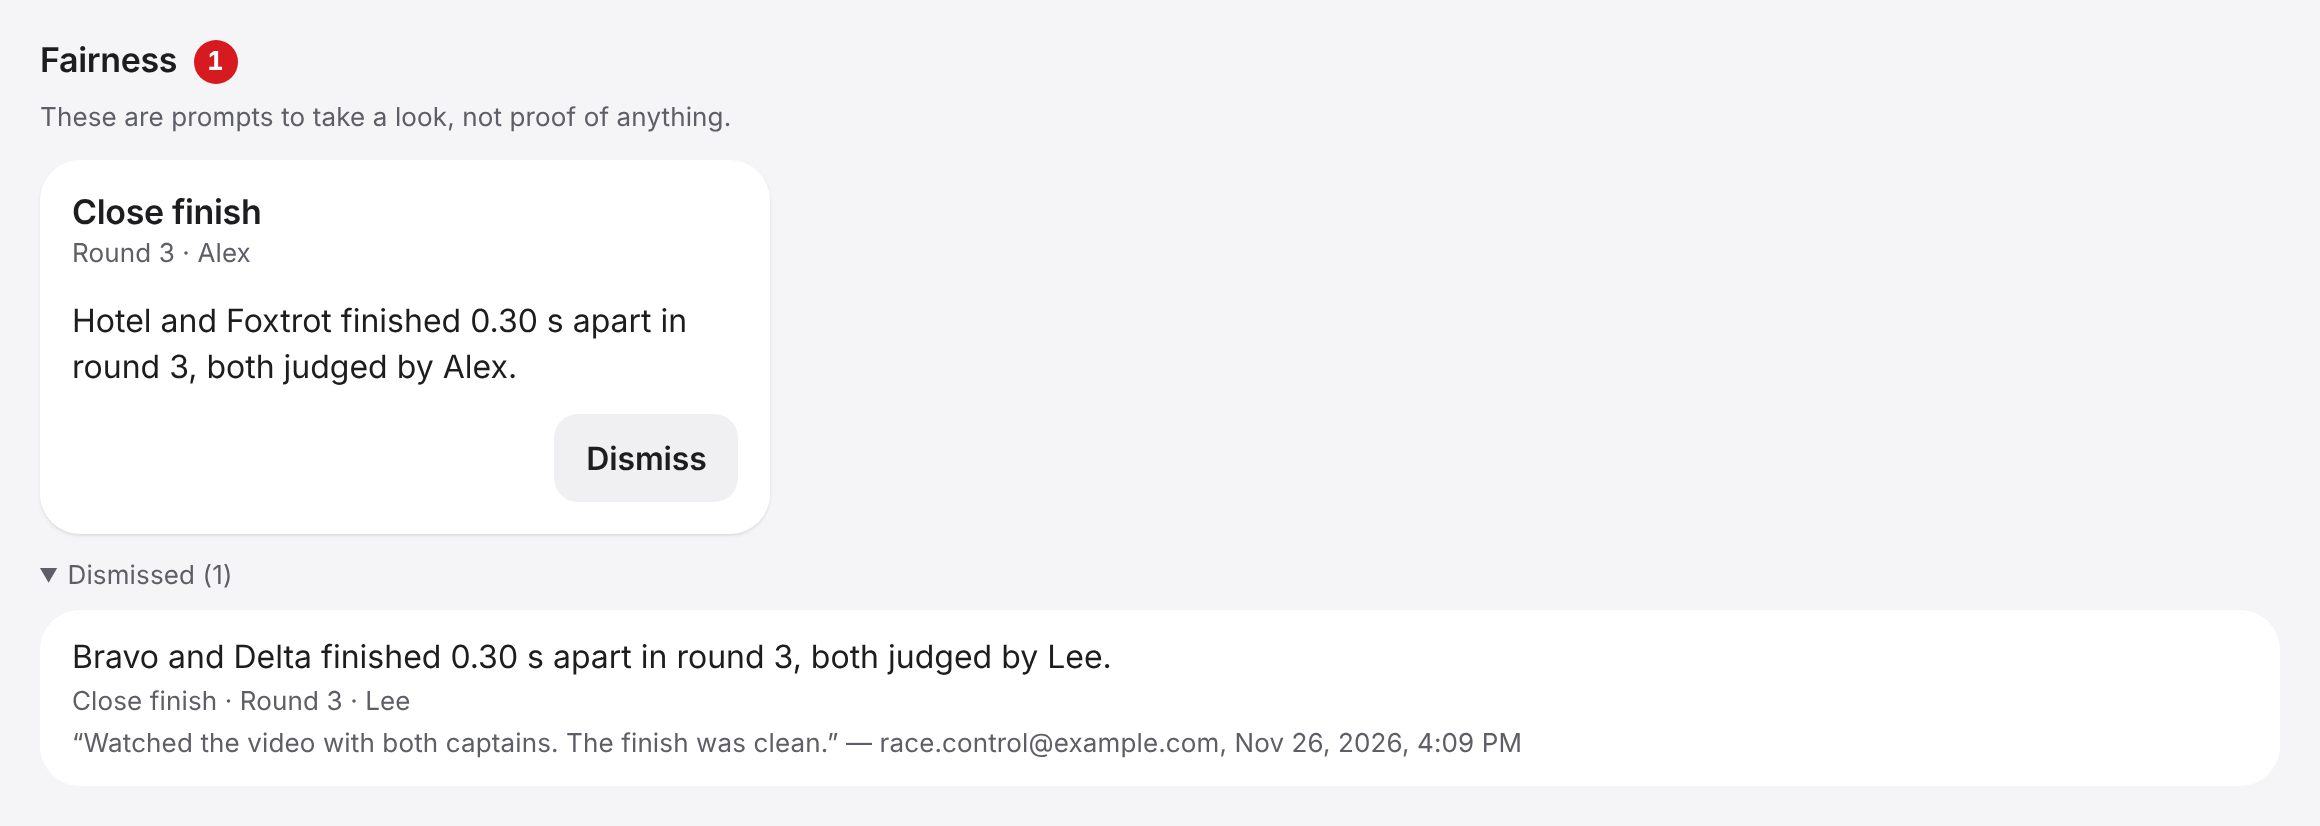 Fairness 1
These are prompts to take a look, not proof of anything.
Close finish
Round 3 · Alex
Hotel and Foxtrot finished 0.30 s apart in
round 3, both judged by Alex.
Dismiss
▼ Dismissed (1)
Bravo and Delta finished 0.30 s apart in round 3, both judged by Lee.
Close finish · Round 3 · Lee
“Watched the video with both captains. The finish was clean.” — race.control@example.com, Nov 26, 2026, 4:09 PM